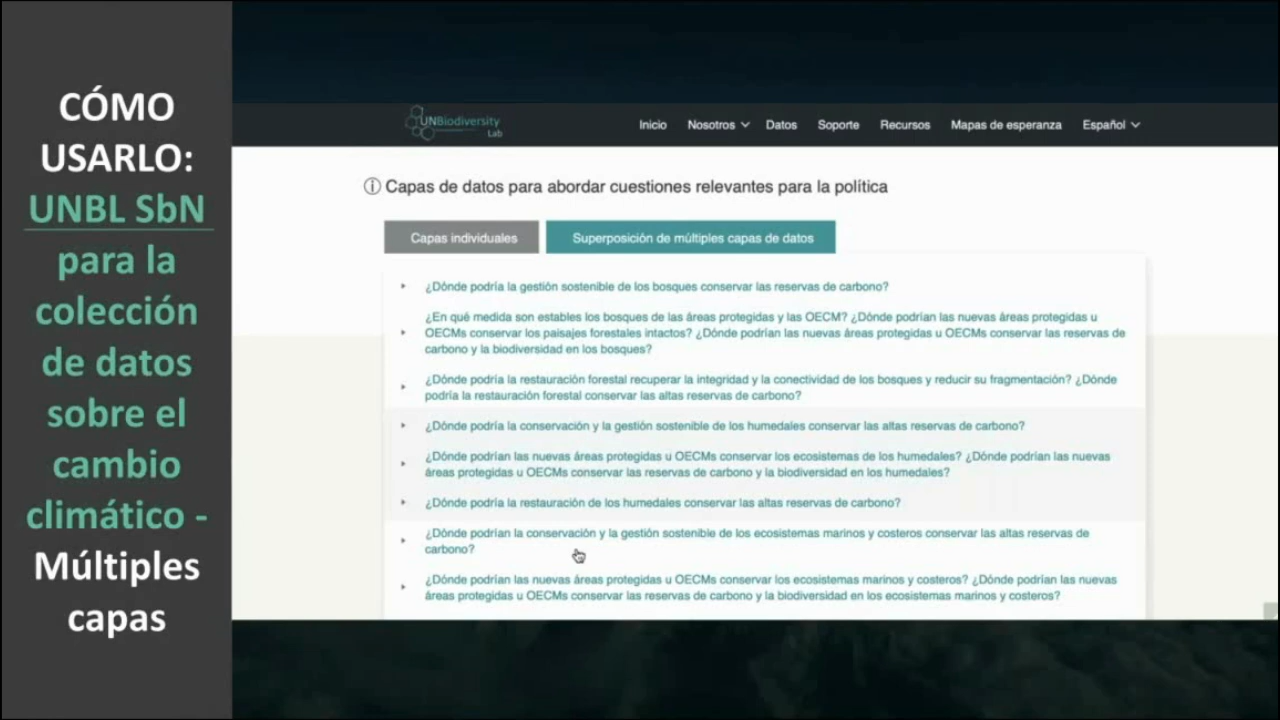 CÓMO
USARLO:
UNBL SbN
para la
colección
de datos
sobre el
cambio
climático -
Múltiples
capas
UNBiodiversity
Lab
Inicio Nosotros Datos Soporte Recursos Mapas de esperanza Español
Capas de datos para abordar cuestiones relevantes para la política
Capas individuales Superposición de múltiples capas de datos
¿Dónde podría la gestión sostenible de los bosques conservar las reservas de carbono?
¿En qué medida son estables los bosques de las áreas protegidas y las OECM? ¿Dónde podrían las nuevas áreas protegidas u
OECMs conservar los paisajes forestales intactos? ¿Dónde podrían las nuevas áreas protegidas u OECMs conservar las reservas de
carbono y la biodiversidad en los bosques?
¿Dónde podría la restauración forestal recuperar la integridad y la conectividad de los bosques y reducir su fragmentación? ¿Dónde
podría la restauración forestal conservar las altas reservas de carbono?
¿Dónde podría la conservación y la gestión sostenible de los humedales conservar las altas reservas de carbono?
¿Dónde podrían las nuevas áreas protegidas u OECMs conservar los ecosistemas de los humedales? ¿Dónde podrían las nuevas
áreas protegidas u OECMs conservar las reservas de carbono y la biodiversidad en los humedales?
¿Dónde podría la restauración de los humedales conservar las altas reservas de carbono?
¿Dónde podrían la conservación y la gestión sostenible de los ecosistemas marinos y costeros conservar las altas reservas de
carbono?
¿Dónde podrían las nuevas áreas protegidas u OECMs conservar los ecosistemas marinos y costeros? ¿Dónde podrían las nuevas
áreas protegidas u OECMs conservar las reservas de carbono y la biodiversidad en los ecosistemas marinos y costeros?